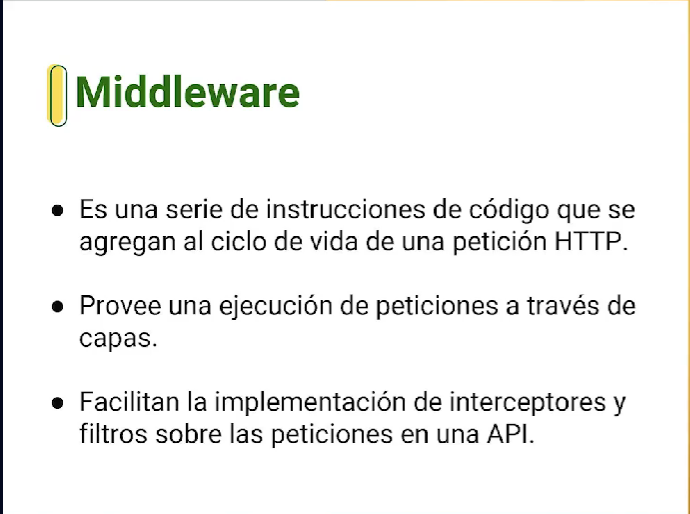 Middleware
● Es una serie de instrucciones de código que se
agregan al ciclo de vida de una petición HTTP.
● Provee una ejecución de peticiones a través de
capas.
● Facilitan la implementación de interceptores y
filtros sobre las peticiones en una API.